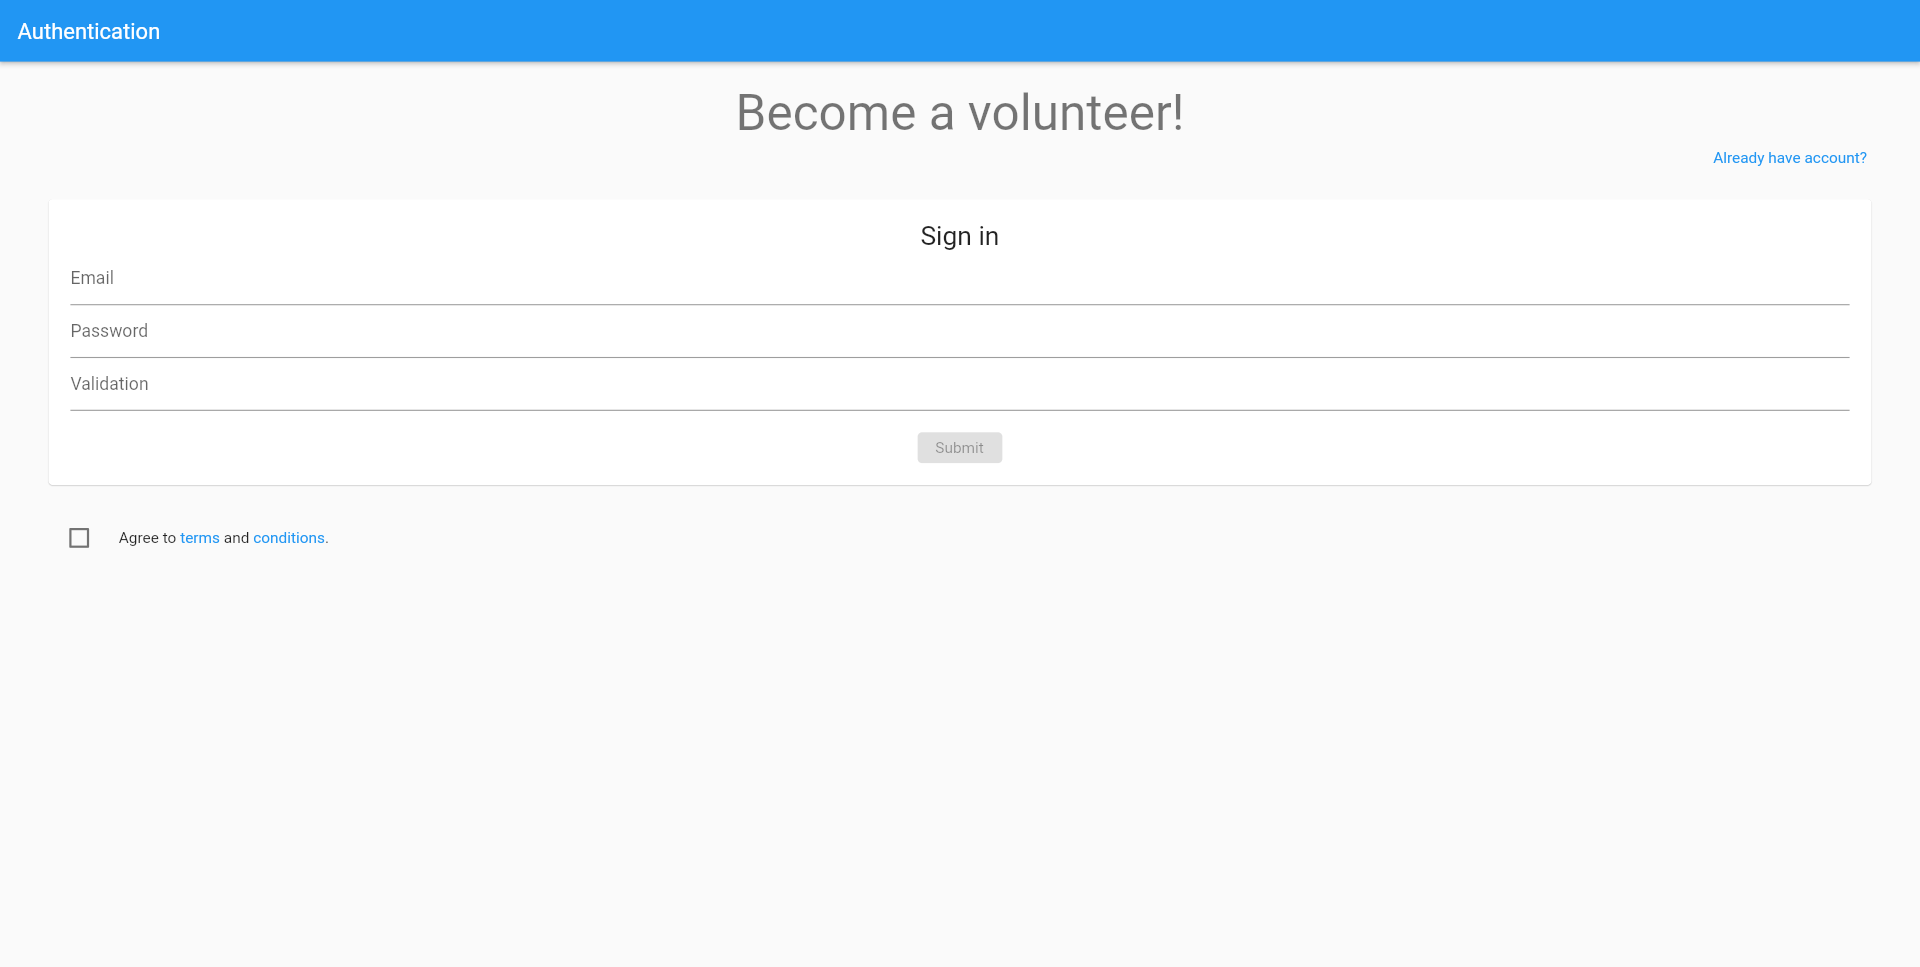 Authentication
Become a volunteer!
Already have account?
Sign in
Email
Password
Validation
Submit
Agree to terms and conditions.